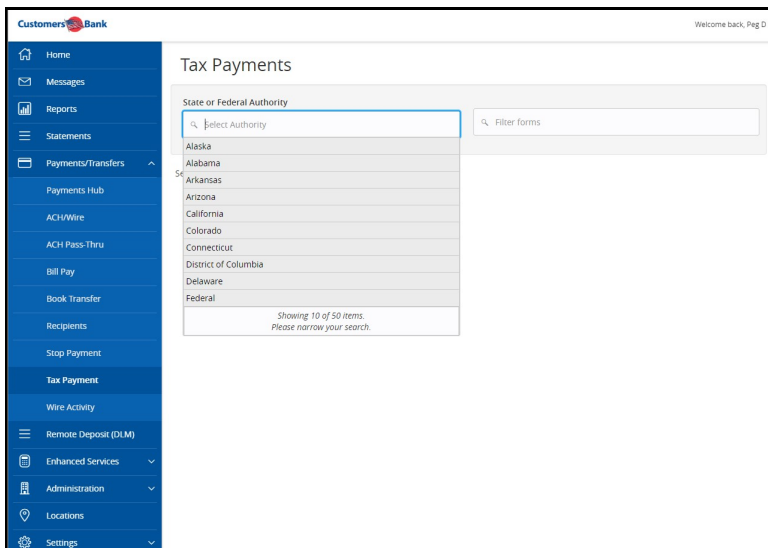 Customers Bank
Welcome back, Peg D
Home
Messages
Reports
Statements
Payments/Transfers
Payments Hub
ACH/Wire
ACH Pass-Thru
Bill Pay
Book Transfer
Recipients
Stop Payment
Tax Payment
Wire Activity
Remote Deposit (DLM)
Enhanced Services
Administration
Locations
Settings
Tax Payments
State or Federal Authority
Select Authority
Filter forms
Se
Alaska
Alabama
Arkansas
Arizona
California
Colorado
Connecticut
District of Columbia
Delaware
Federal
Showing 10 of 50 items.
Please narrow your search.